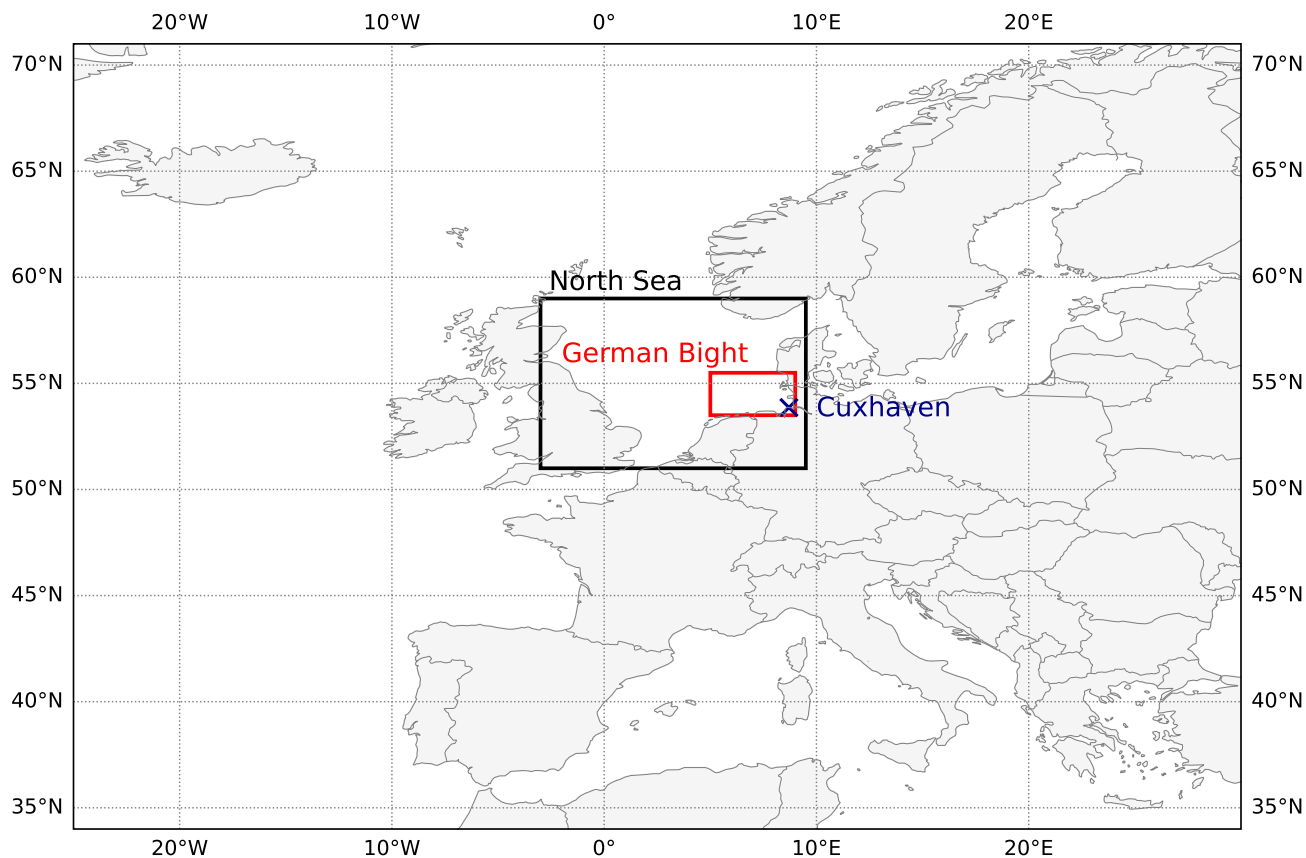 20°W 10°W 0° 10°E 20°E
70°N 70°N
65°N 65°N
60°N North Sea 60°N
German Bight
55°N 55°N
Cuxhaven
50°N 50°N
45°N 45°N
40°N 40°N
35°N 35°N
20°W 10°W 0° 10°E 20°E